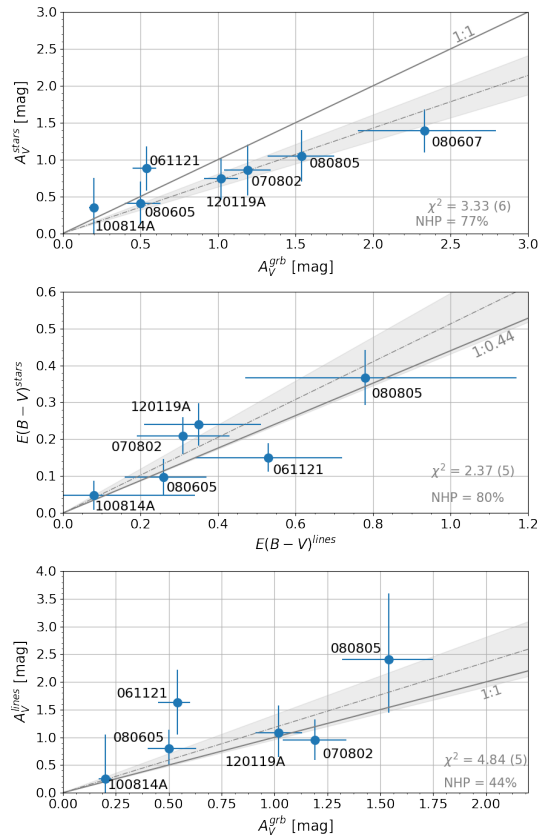 3.0
2.5
2.0
1.5
1.0
0.5
0.0
A_V^stars [mag]
1:1
061121
080805
080607
070802
120119A
080605
100814A
χ² = 3.33 (6)
NHP = 77%
0.0 0.5 1.0 1.5 2.0 2.5 3.0
A_V^grb [mag]
0.6
0.5
0.4
0.3
0.2
0.1
0.0
E(B − V)^stars
1:0.44
120119A
080805
070802
061121
080605
100814A
χ² = 2.37 (5)
NHP = 80%
0.0 0.2 0.4 0.6 0.8 1.0 1.2
E(B − V)^lines
4.0
3.5
3.0
2.5
2.0
1.5
1.0
0.5
0.0
A_V^lines [mag]
080805
061121
1:1
080605
070802
120119A
100814A
χ² = 4.84 (5)
NHP = 44%
0.00 0.25 0.50 0.75 1.00 1.25 1.50 1.75 2.00
A_V^grb [mag]